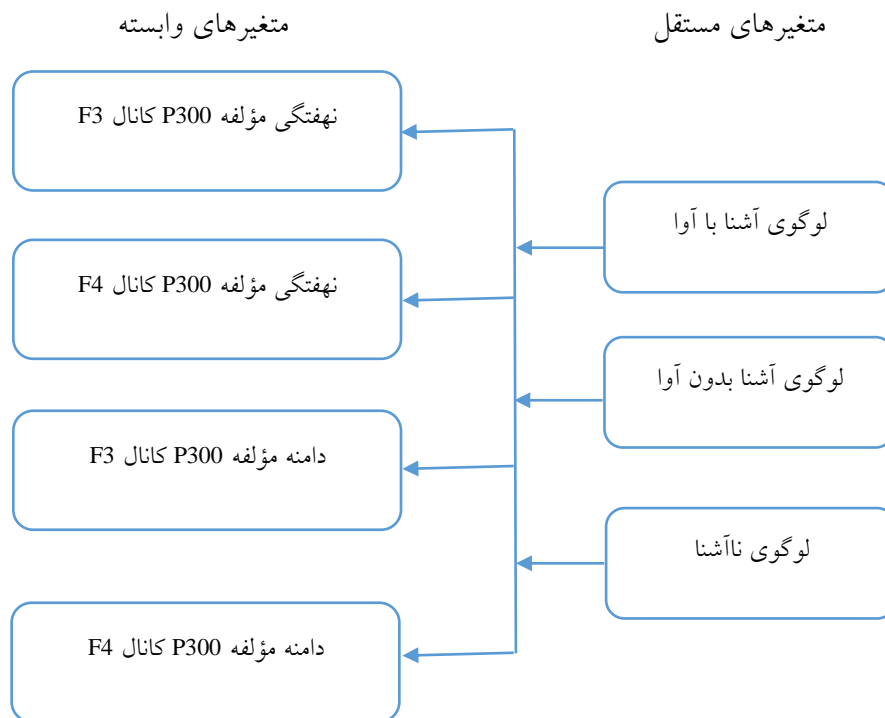 متغیرهای مستقل
متغیرهای وابسته
لوگوی آشنا با آوا
لوگوی آشنا بدون آوا
لوگوی ناآشنا
نهفتگی مؤلفه P300 کانال F3
نهفتگی مؤلفه P300 کانال F4
دامنه مؤلفه P300 کانال F3
دامنه مؤلفه P300 کانال F4